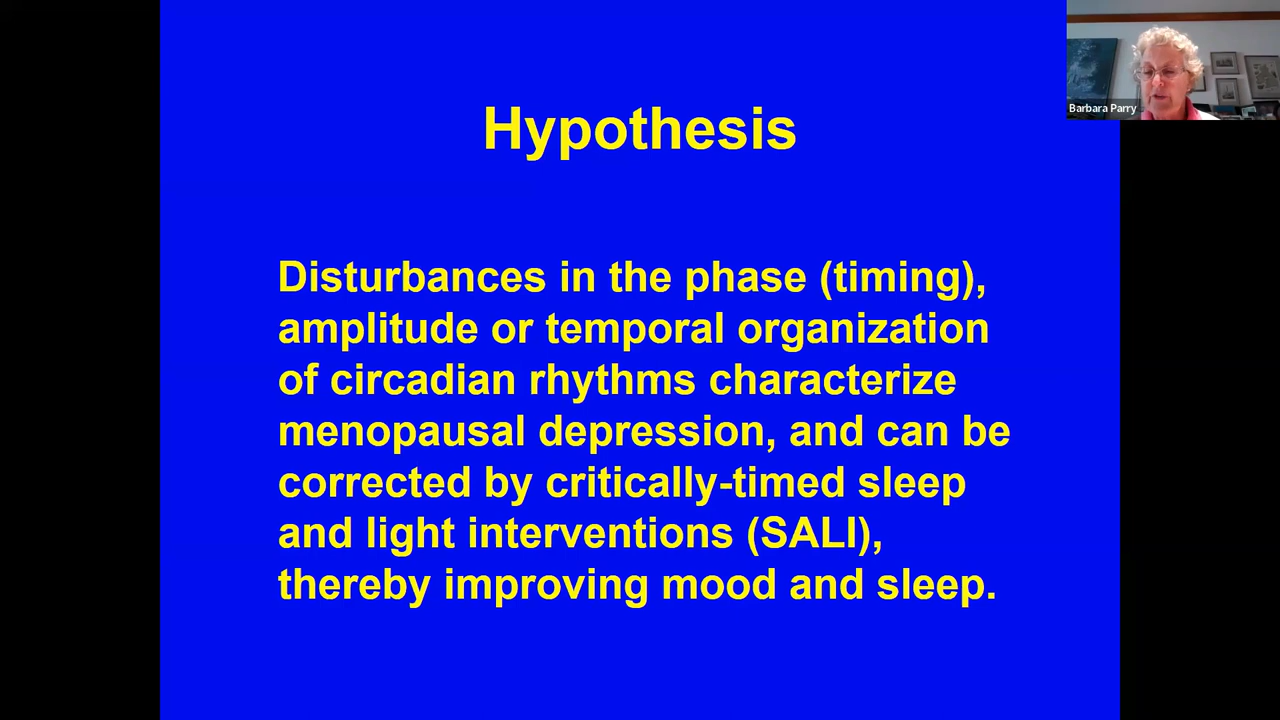 Hypothesis
Disturbances in the phase (timing),
amplitude or temporal organization
of circadian rhythms characterize
menopausal depression, and can be
corrected by critically-timed sleep
and light interventions (SALI),
thereby improving mood and sleep.
Barbara Parry